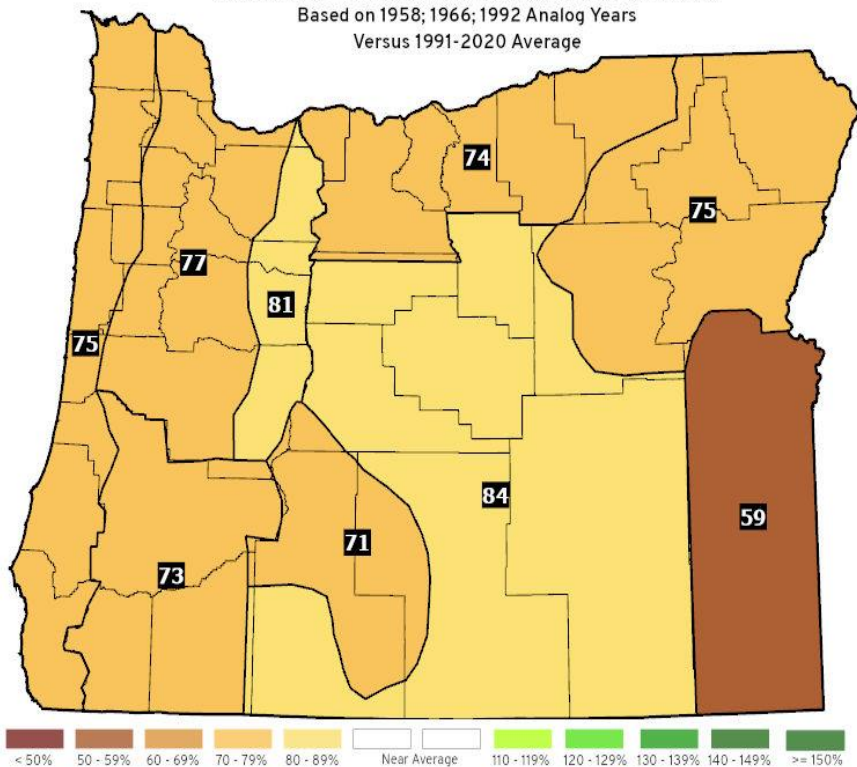 Based on 1958; 1966; 1992 Analog Years
Versus 1991-2020 Average
74
75
77
81
75
84
59
71
73
< 50%
50 - 59%
60 - 69%
70 - 79%
80 - 89%
Near Average
110 - 119%
120 - 129%
130 - 139%
140 - 149%
>= 150%